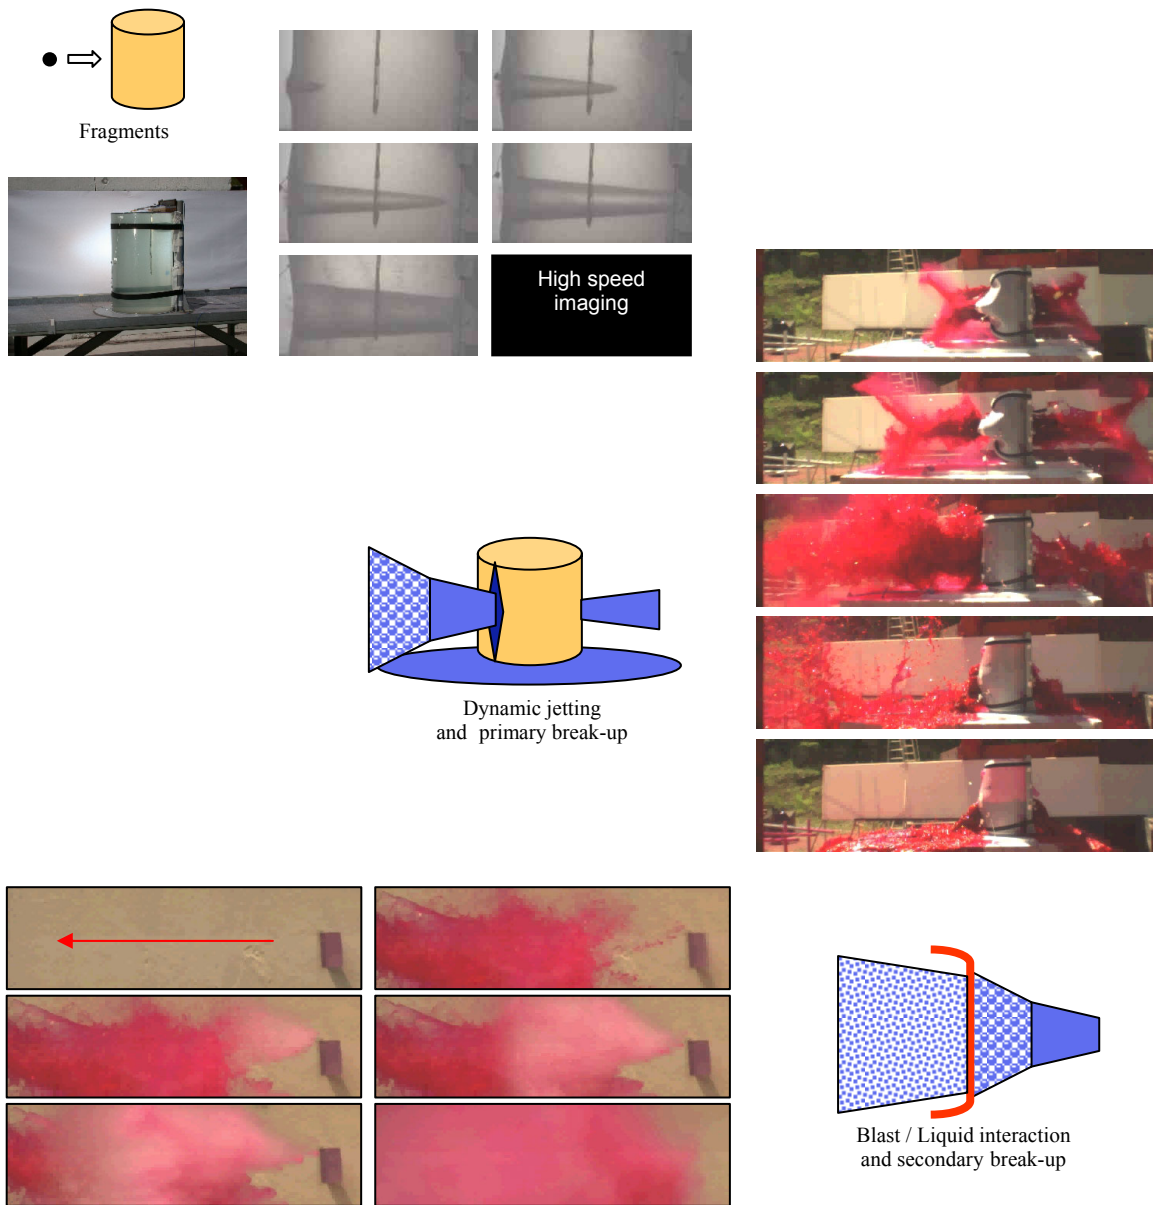 Fragments
High speed
imaging
Dynamic jetting
and primary break-up
Blast / Liquid interaction
and secondary break-up